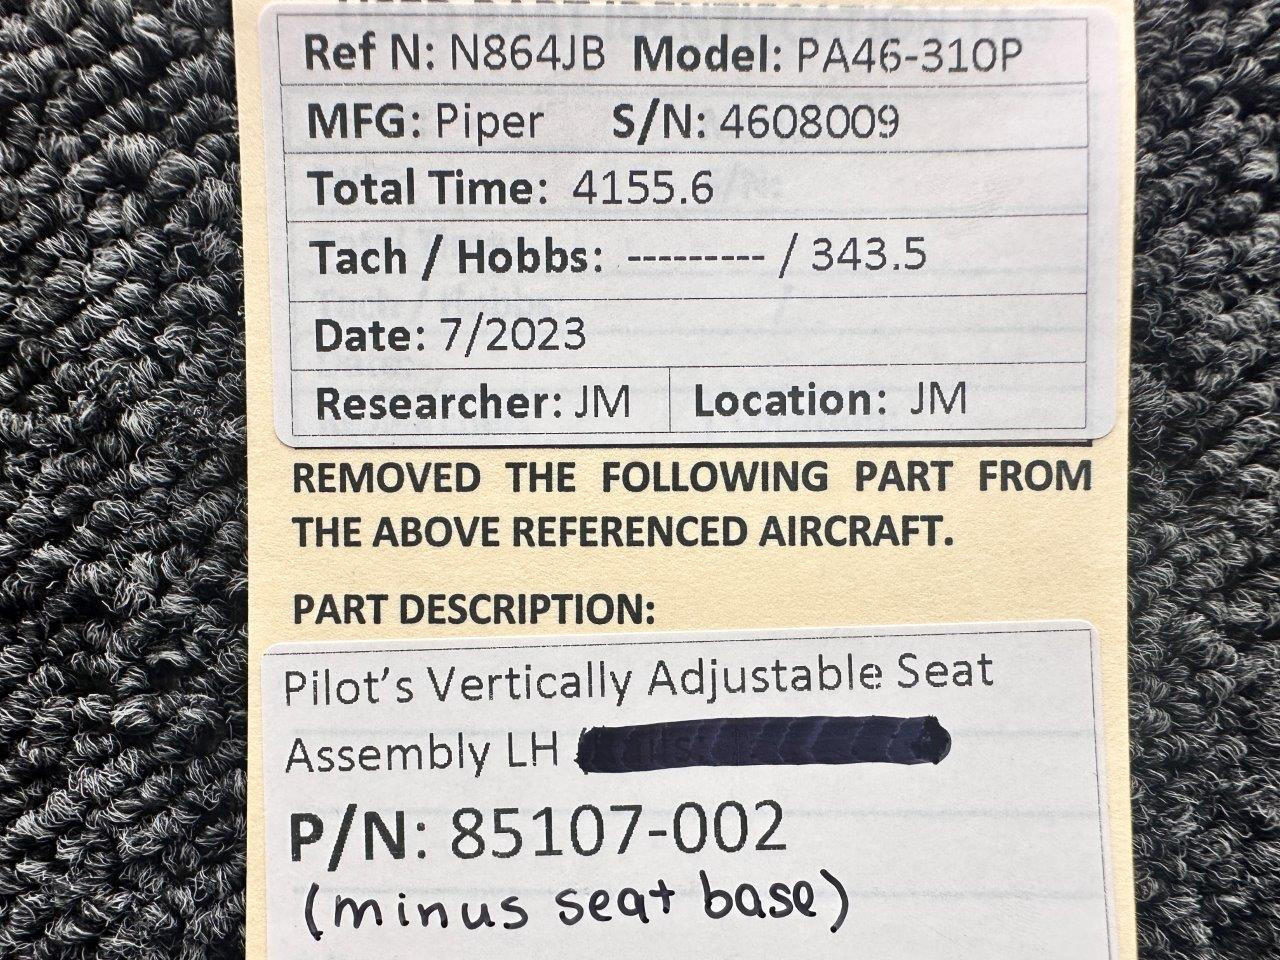 Ref N: N864JB Model: PA46-310P
MFG: Piper S/N: 4608009
Total Time: 4155.6
Tach / Hobbs: --------- / 343.5
Date: 7/2023
Researcher: JM Location: JM
REMOVED THE FOLLOWING PART FROM
THE ABOVE REFERENCED AIRCRAFT.
PART DESCRIPTION:
Pilot's Vertically Adjustable Seat
Assembly LH
P/N: 85107-002
(minus seat base)